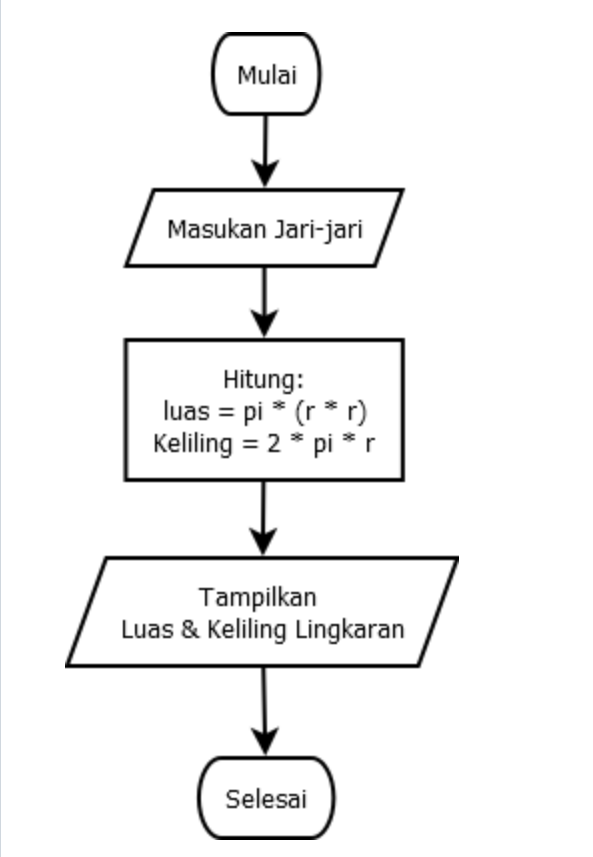 Mulai
Masukan Jari-jari
Hitung:
luas = pi * (r * r)
Keliling = 2 * pi * r
Tampilkan
Luas & Keliling Lingkaran
Selesai